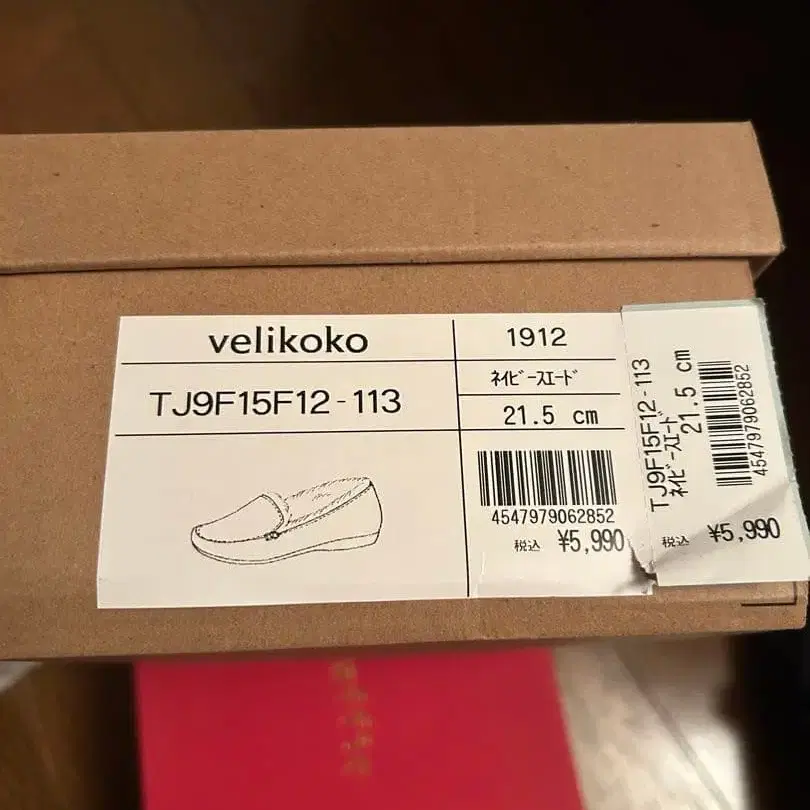 velikoko
1912
TJ9F15F12-113
ﾈｲﾋﾞｰｽｴｰﾄﾞ
21.5 cm
4547979062852
税込 ¥5,990
TJ9F15F12-113
ﾈｲﾋﾞｰｽｴｰﾄﾞ
21.5 cm
4547979062852
税込 ¥5,990